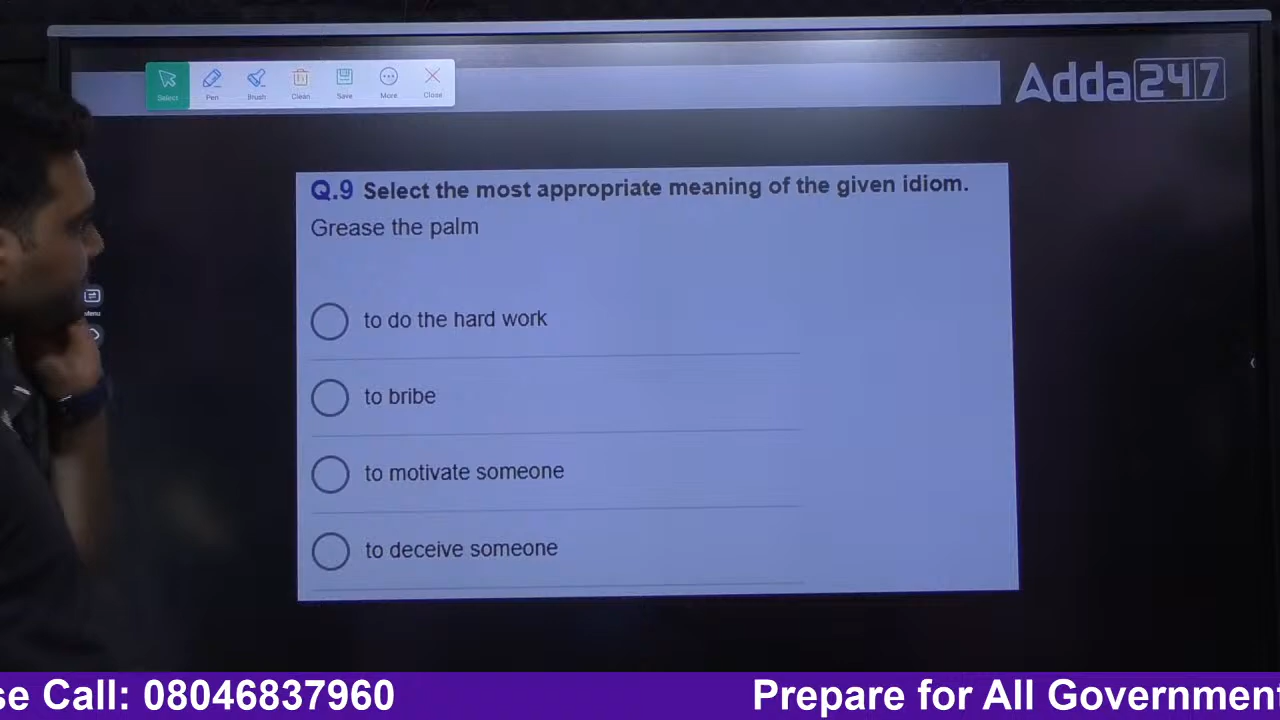 Select
Pen
Brush
Clean
Save
More
Close
Adda247
Q.9 Select the most appropriate meaning of the given idiom.
Grease the palm
Menu
to do the hard work
to bribe
to motivate someone
to deceive someone
se Call: 08046837960
Prepare for All Government